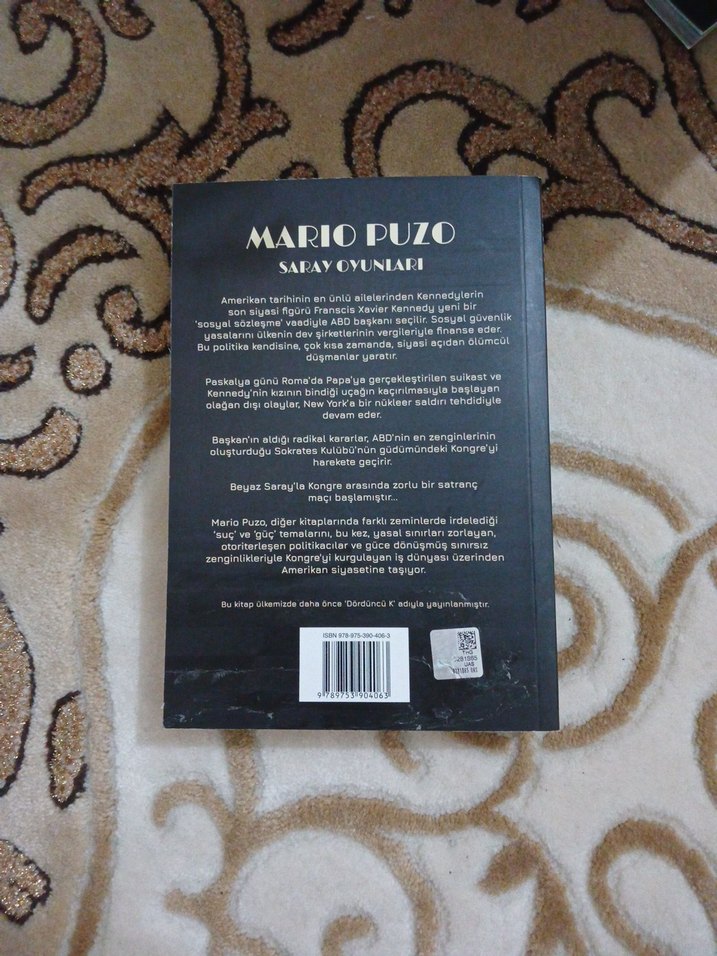 MARIO PUZO
SARAY OYUNLARI
Amerikan tarihinin en ünlü ailelerinden Kennedylerin
son siyasi figürü Franscis Xavier Kennedy yeni bir
'sosyal sözleşme' vaadiyle ABD başkanı seçilir. Sosyal güvenlik
yasalarını ülkenin dev şirketlerinin vergileriyle finanse eder.
Bu politika kendisine, çok kısa zamanda, siyasi açıdan ölümcül
düşmanlar yaratır.
Paskalya günü Roma'da Papa'ya gerçekleştirilen suikast ve
Kennedy'nin kızının bindiği uçağın kaçırılmasıyla başlayan
olağan dışı olaylar, New York'a bir nükleer saldırı tehdidiyle
devam eder.
Başkan'ın aldığı radikal kararlar, ABD'nin en zenginlerinin
oluşturduğu Sokrates Kulübü'nün güdümündeki Kongre'yi
harekete geçirir.
Beyaz Saray'la Kongre arasında zorlu bir satranç
maçı başlamıştır...
Mario Puzo, diğer kitaplarında farklı zeminlerde irdelediği
'suç' ve 'güç' temalarını, bu kez, yasal sınırları zorlayan,
otoriterleşen politikacılar ve güce dönüşmüş sınırsız
zenginlikleriyle Kongre'yi kurgulayan iş dünyası üzerinden
Amerikan siyasetine taşıyor.
Bu kitap ülkemizde daha önce 'Dördüncü K' adıyla yayınlanmıştır.
ISBN 978-975-390-406-3
9 789753 904063